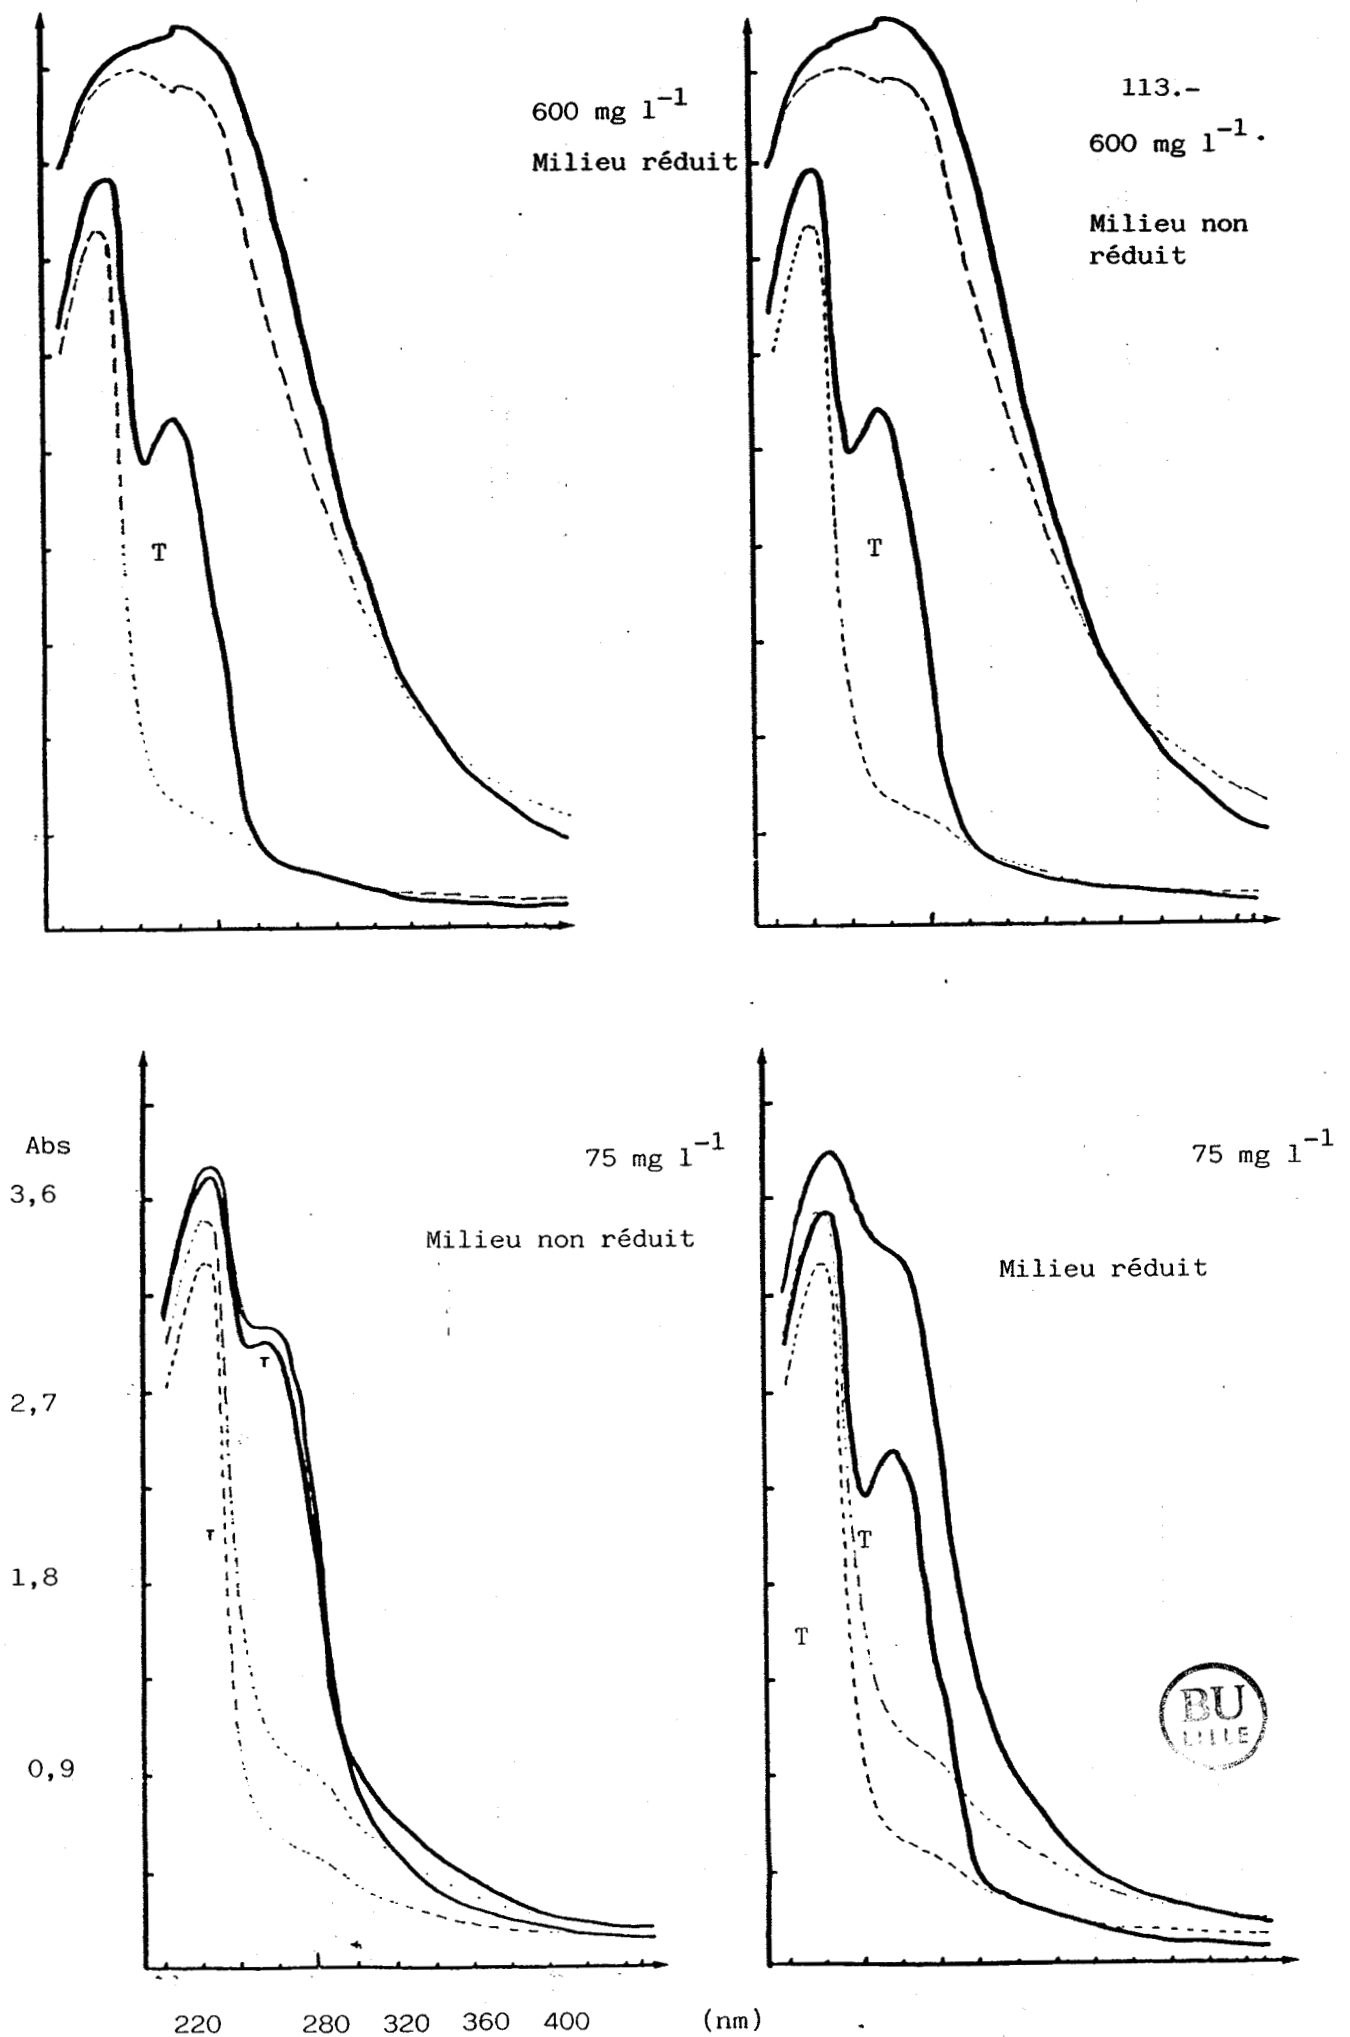 600 mg l⁻¹
Milieu réduit
113.-
600 mg l⁻¹.
Milieu non
réduit
T
T
Abs
3,6
2,7
1,8
0,9
75 mg l⁻¹
Milieu non réduit
T
T
75 mg l⁻¹
Milieu réduit
T
T
BU
LILLE
220 280 320 360 400 (nm)